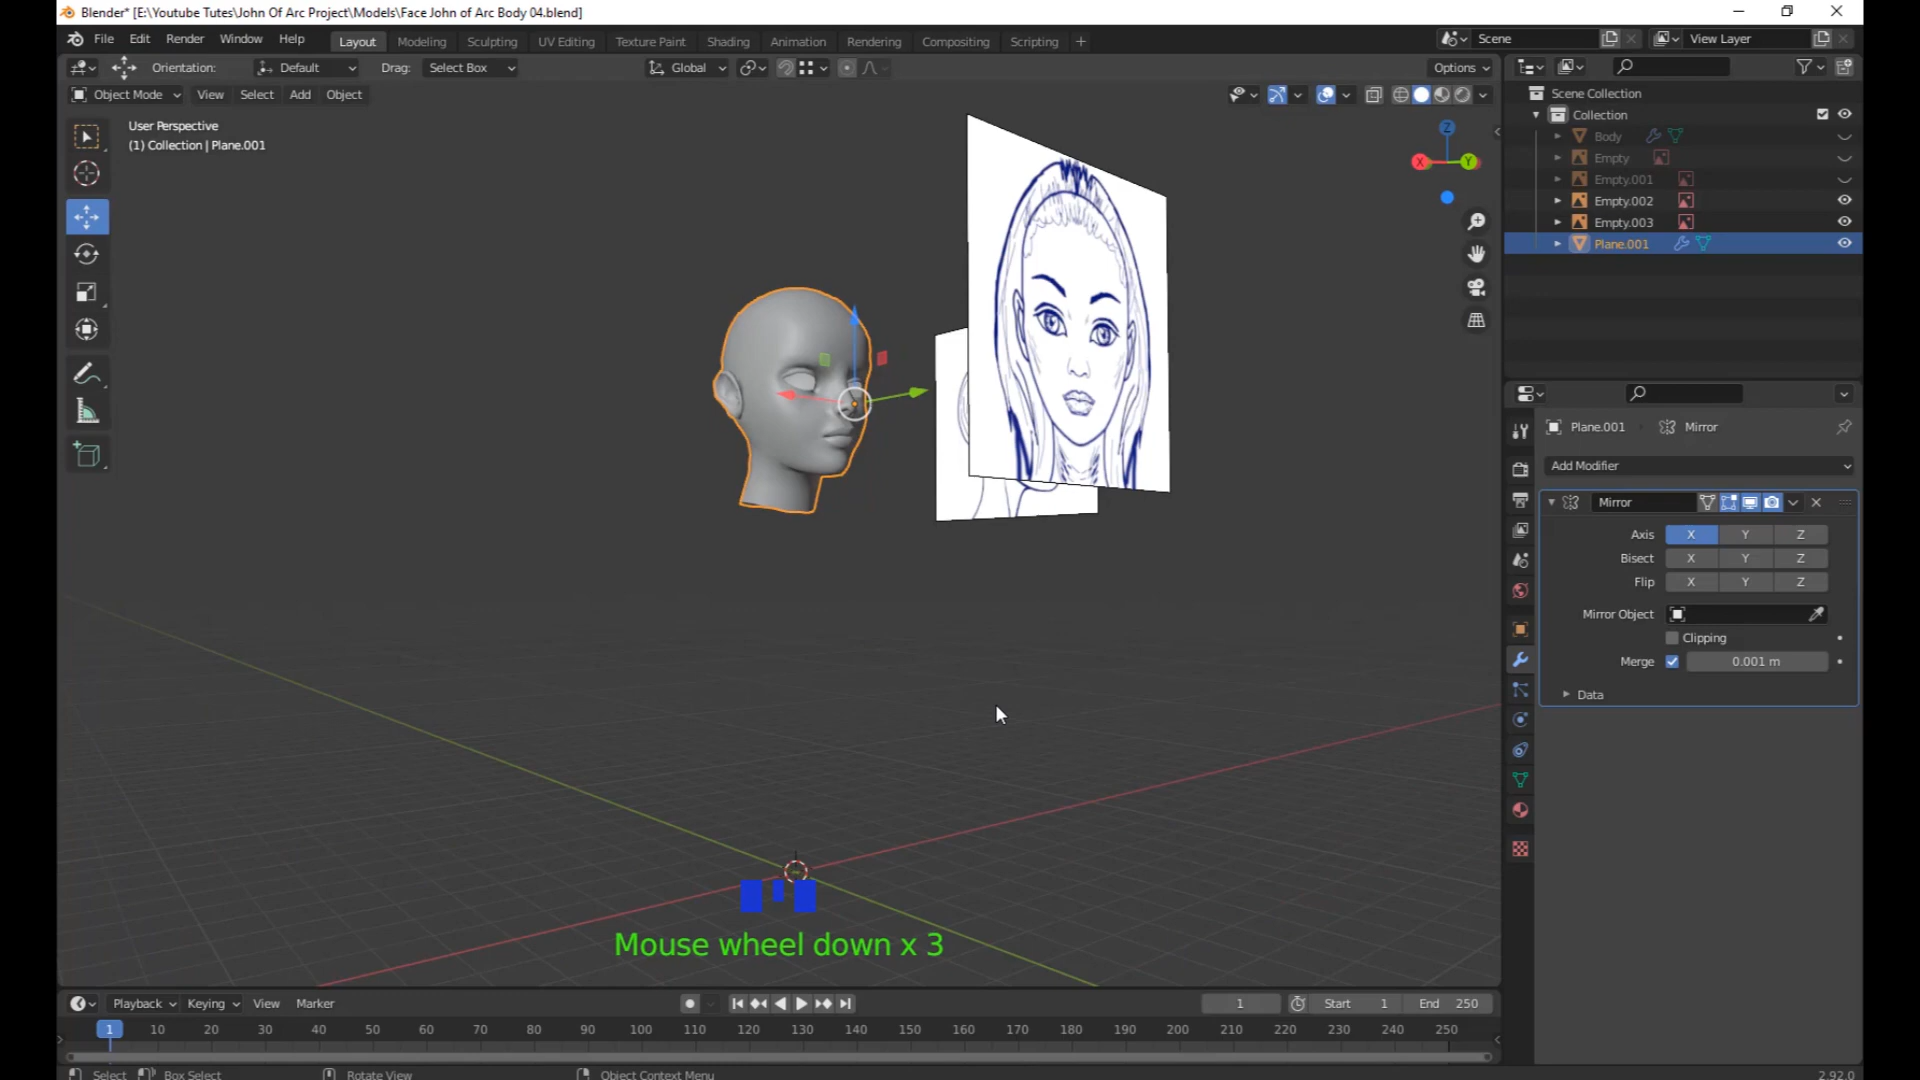 Blender* [E:\Youtube Tutes\John Of Arc Project\Models\Face John of Arc Body 04.blend]
File Edit Render Window Help Layout Modeling Sculpting UV Editing Texture Paint Shading Animation Rendering Compositing Scripting + Scene View Layer
Orientation: Default Drag: Select Box Global Options
Object Mode View Select Add Object
User Perspective
(1) Collection | Plane.001
Z
X
Y
Scene Collection
Collection
Body
Empty
Empty.001
Empty.002
Empty.003
Plane.001
Plane.001 Mirror
Add Modifier
Mirror
Axis X Y Z
Bisect X Y Z
Flip X Y Z
Mirror Object
Clipping
Merge 0.001 m
Data
Mouse wheel down x 3
Playback Keying View Marker 1 Start 1 End 250
1 10 20 30 40 50 60 70 80 90 100 110 120 130 140 150 160 170 180 190 200 210 220 230 240 250
Select Box Select Rotate View Object Context Menu 2.92.0